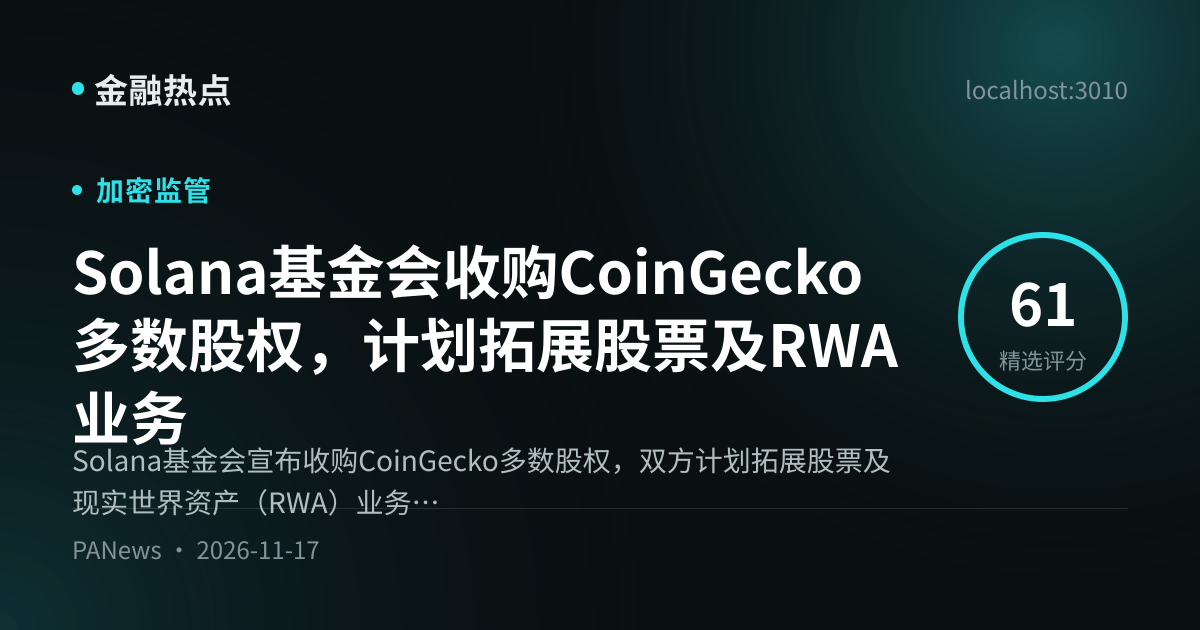 金融热点
localhost:3010
加密监管
Solana基金会收购CoinGecko
多数股权，计划拓展股票及RWA
业务
61
精选评分
Solana基金会宣布收购CoinGecko多数股权，双方计划拓展股票及
现实世界资产（RWA）业务…
PANews • 2026-11-17